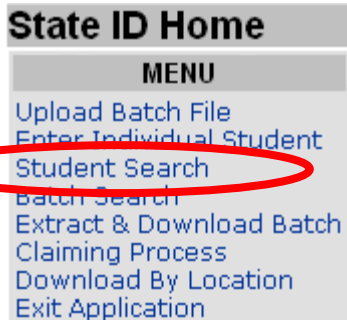 State ID Home
MENU
Upload Batch File
Enter Individual Student
Student Search
Batch Search
Extract & Download Batch
Claiming Process
Download By Location
Exit Application